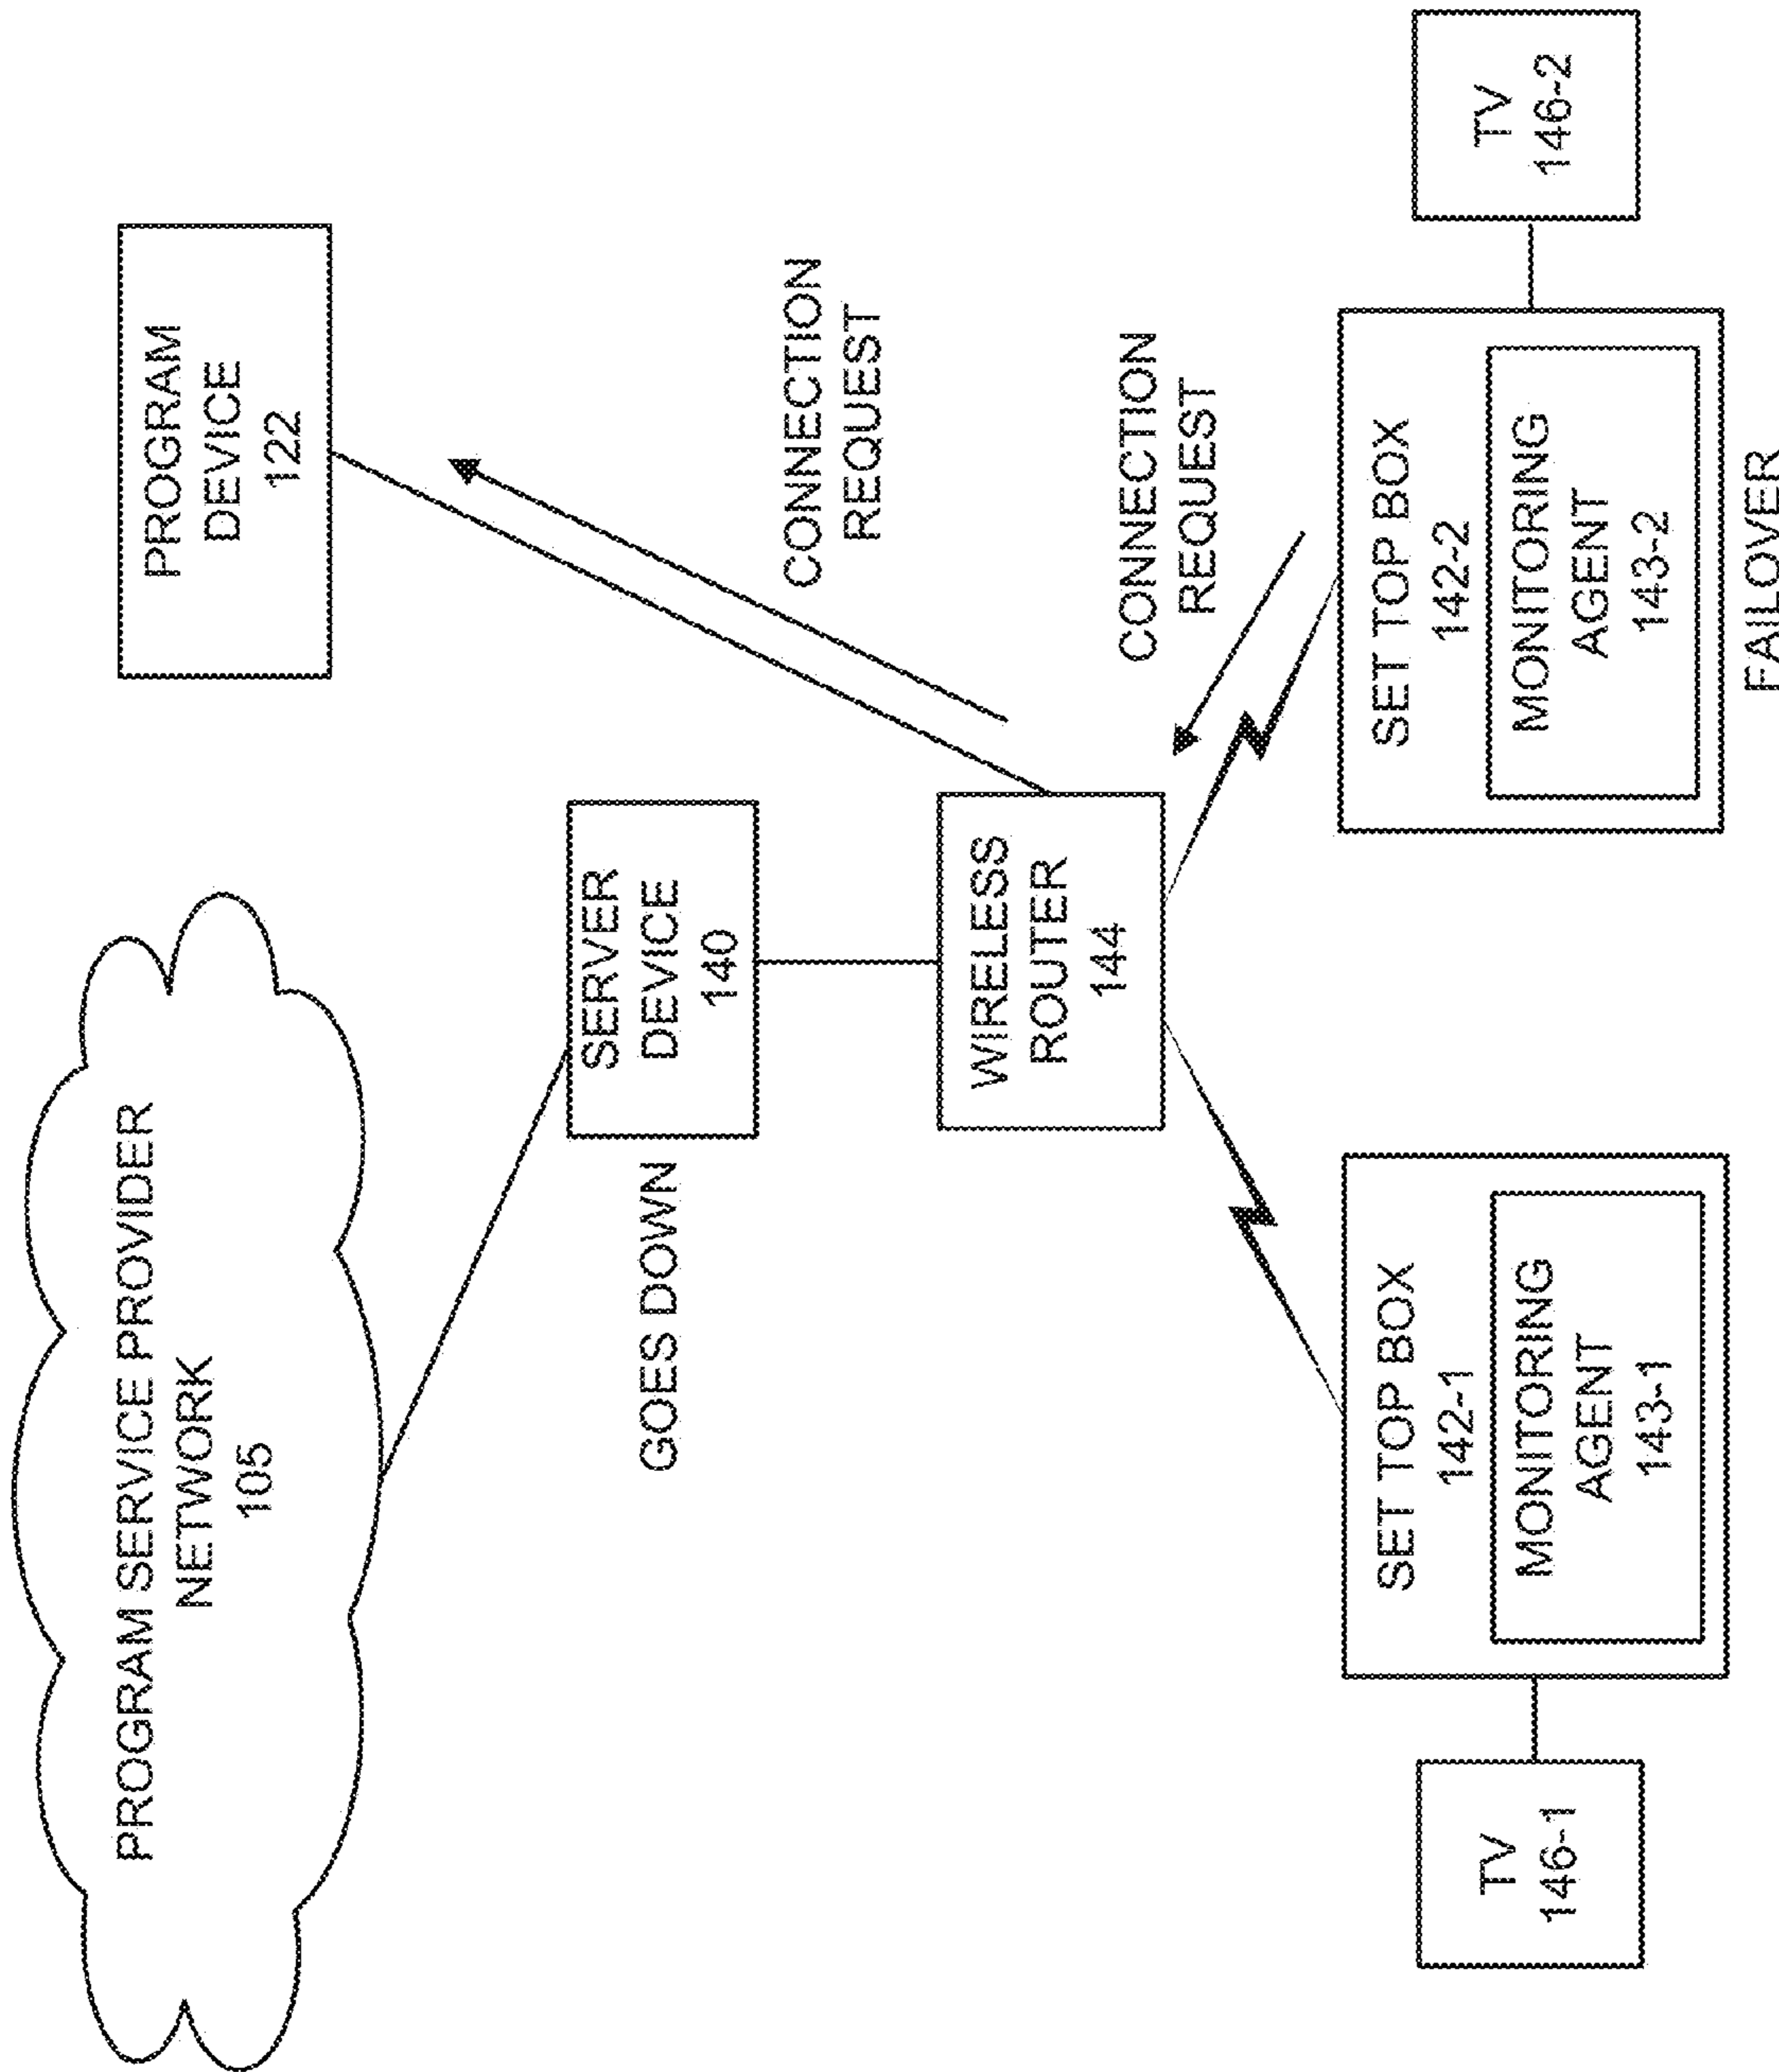 PROGRAM SERVICE PROVIDER
NETWORK
105
PROGRAM
DEVICE
122
SERVER
DEVICE
140
GOES DOWN
CONNECTION
REQUEST
WIRELESS
ROUTER
144
CONNECTION
REQUEST
TV
146-1
SET TOP BOX
142-1
MONITORING
AGENT
143-1
SET TOP BOX
142-2
MONITORING
AGENT
143-2
TV
146-2
FAILOVER